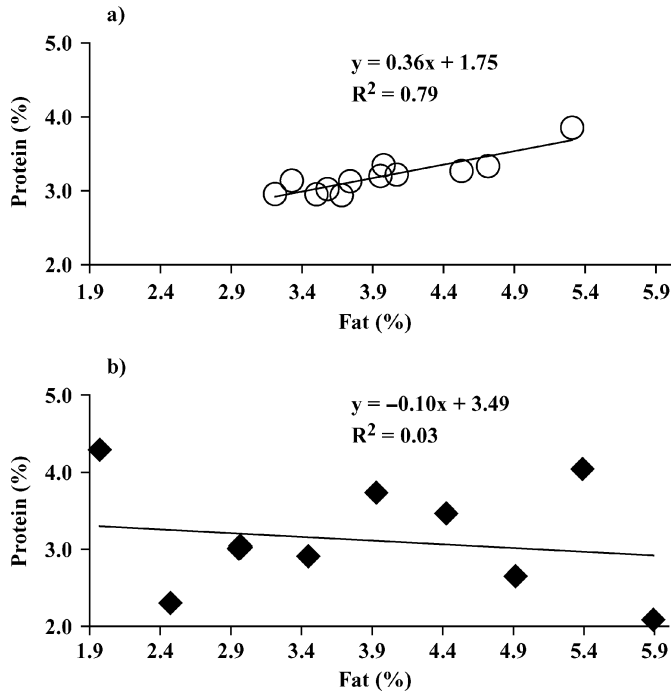 a)
5.0
y = 0.36x + 1.75
R² = 0.79
4.0
Protein (%)
3.0
2.0
1.9 2.4 2.9 3.4 3.9 4.4 4.9 5.4 5.9
Fat (%)
b)
5.0
y = –0.10x + 3.49
R² = 0.03
4.0
Protein (%)
3.0
2.0
1.9 2.4 2.9 3.4 3.9 4.4 4.9 5.4 5.9
Fat (%)